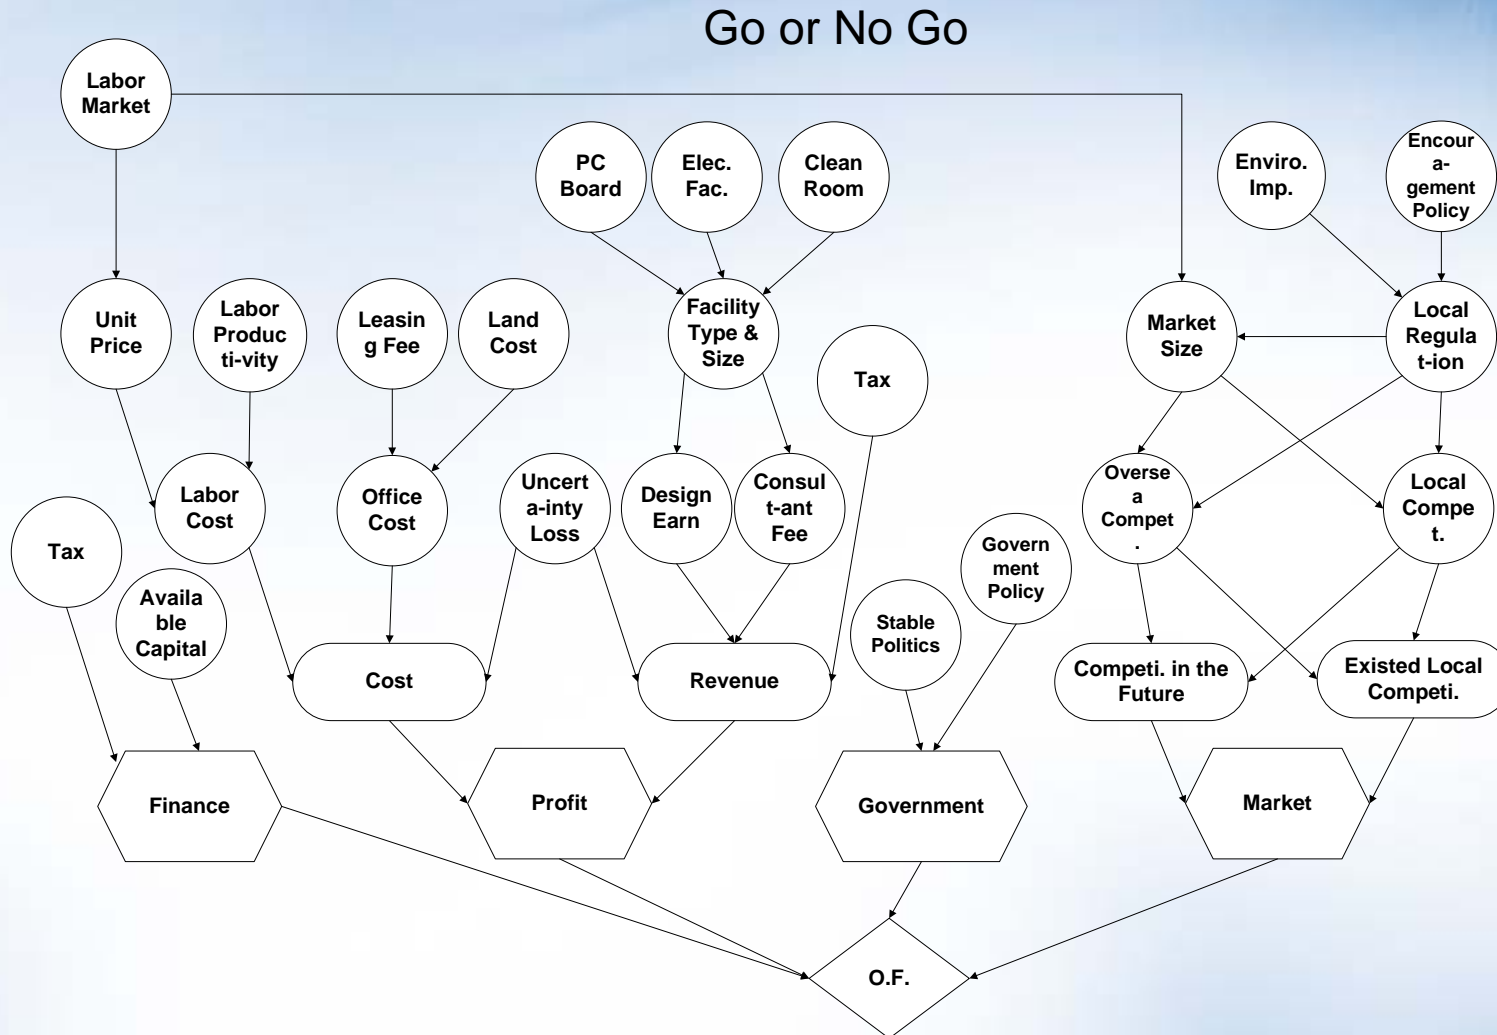 Go or No Go
Labor
Market
PC
Board
Elec.
Fac.
Clean
Room
Enviro.
Imp.
Encour
a-
gement
Policy
Unit
Price
Labor
Produc
ti-vity
Leasin
g Fee
Land
Cost
Facility
Type &
Size
Tax
Market
Size
Local
Regula
t-ion
Labor
Cost
Office
Cost
Uncert
a-inty
Loss
Design
Earn
Consul
t-ant
Fee
Overse
a
Compet
.
Local
Compe
t.
Tax
Availa
ble
Capital
Stable
Politics
Govern
ment
Policy
Cost
Revenue
Competi. in the
Future
Existed Local
Competi.
Finance
Profit
Government
Market
O.F.